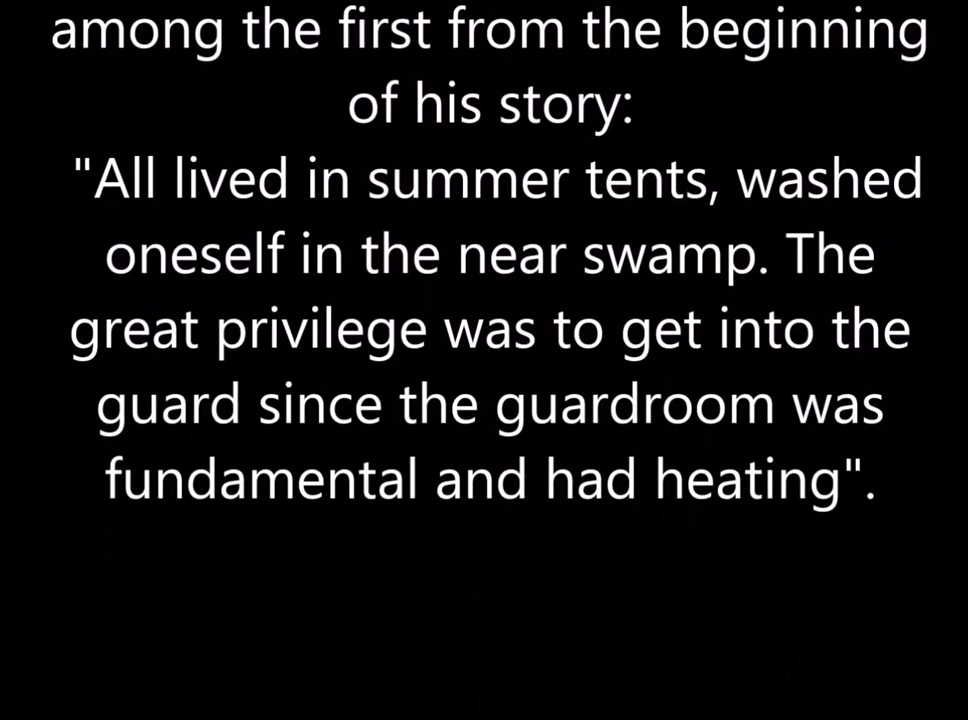 among the first from the beginning
of his story:
"All lived in summer tents, washed
oneself in the near swamp. The
great privilege was to get into the
guard since the guardroom was
fundamental and had heating".